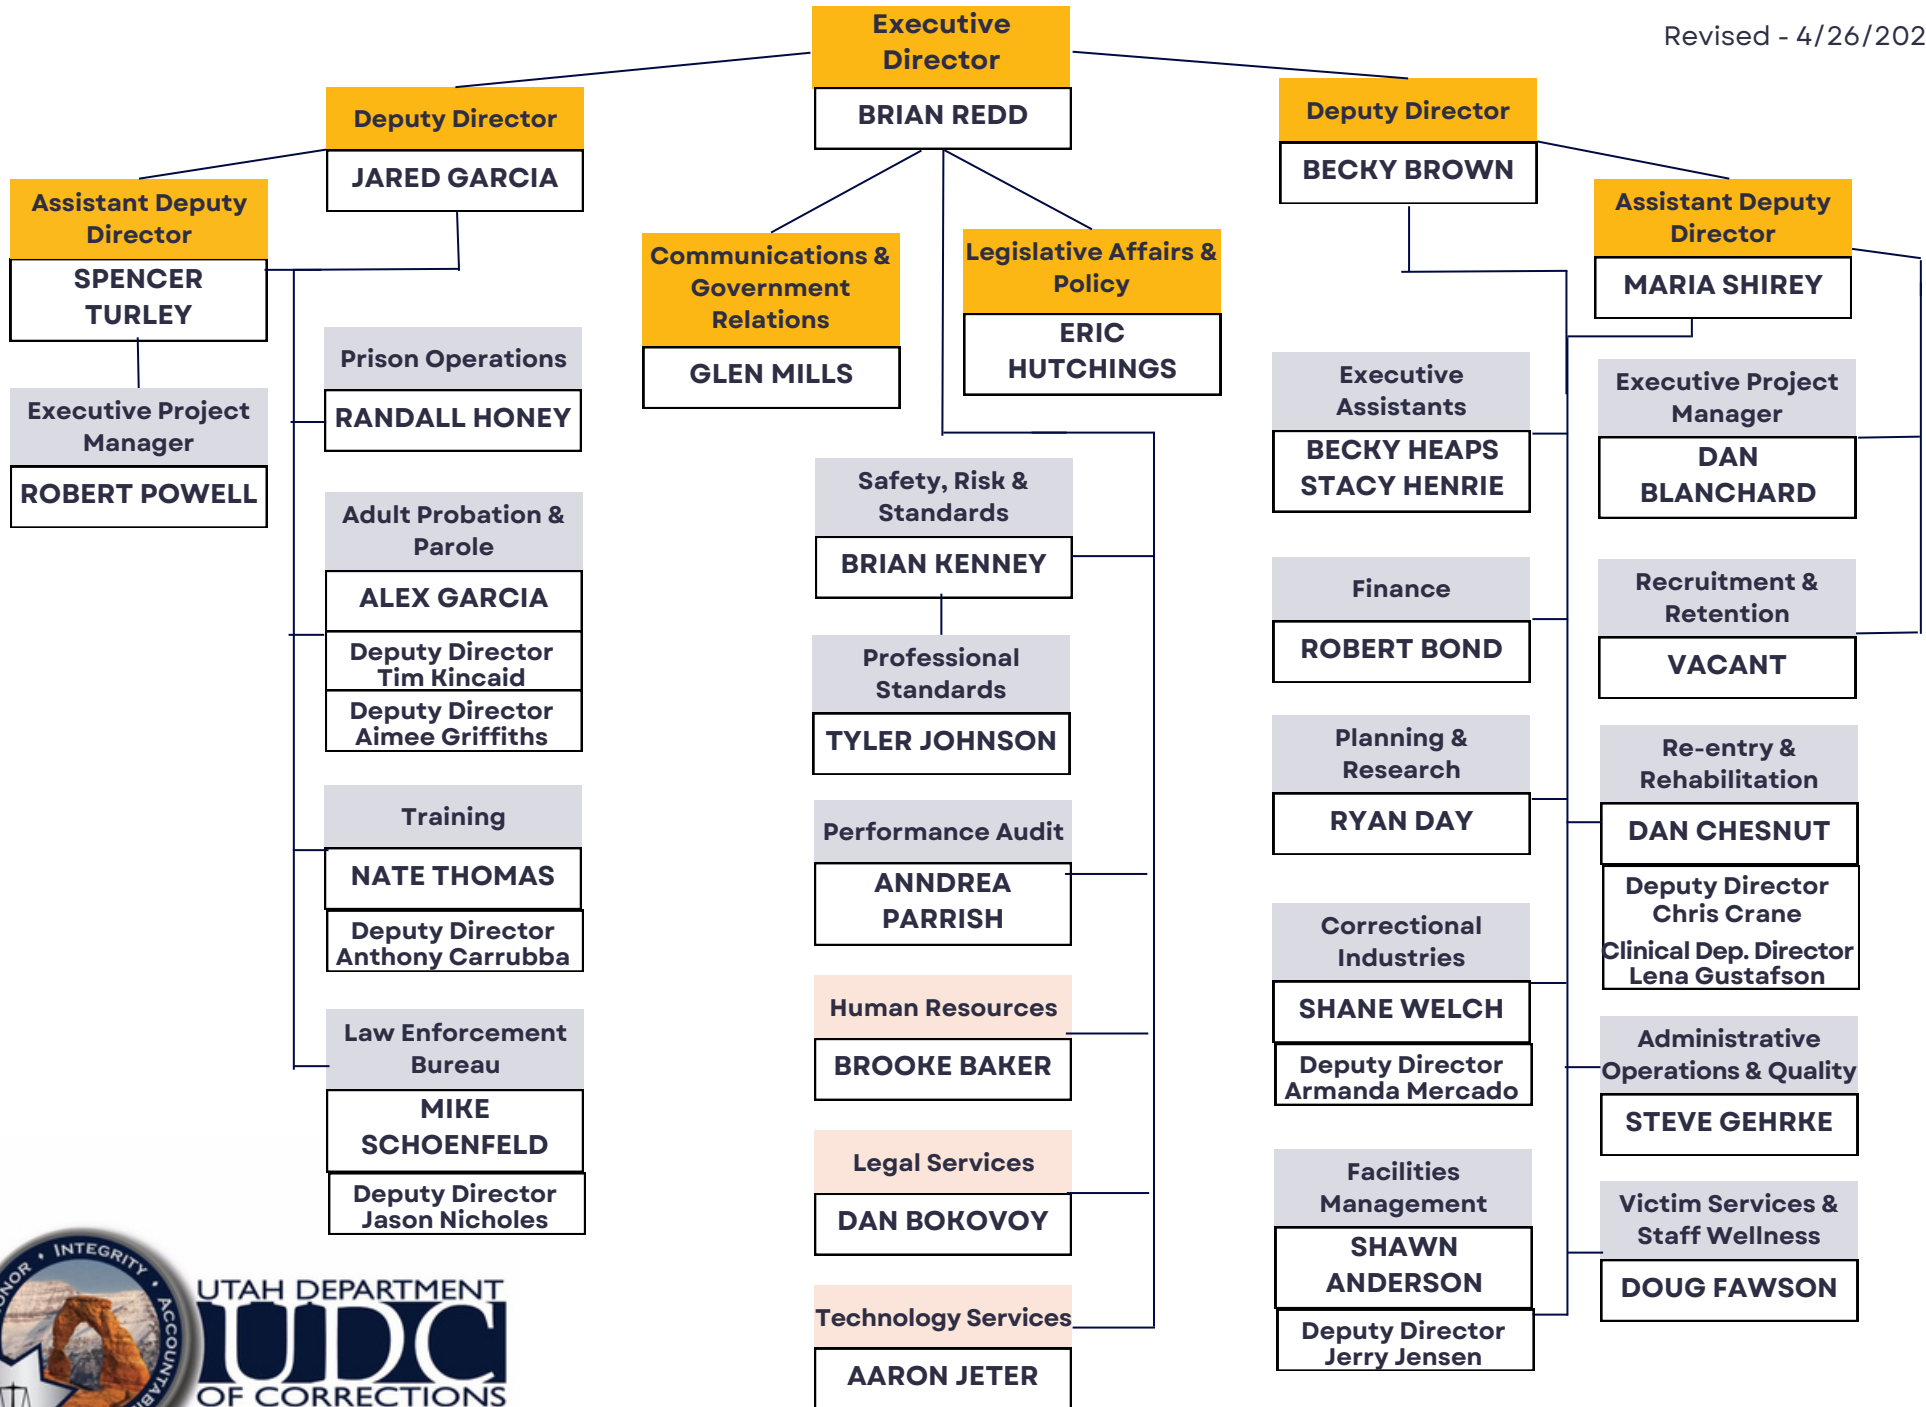 Revised - 4/26/202
Executive
Director
BRIAN REDD
Deputy Director
JARED GARCIA
Deputy Director
BECKY BROWN
Assistant Deputy
Director
SPENCER
TURLEY
Executive Project
Manager
ROBERT POWELL
Prison Operations
RANDALL HONEY
Adult Probation &
Parole
ALEX GARCIA
Deputy Director
Tim Kincaid
Deputy Director
Aimee Griffiths
Training
NATE THOMAS
Deputy Director
Anthony Carrubba
Law Enforcement
Bureau
MIKE
SCHOENFELD
Deputy Director
Jason Nicholes
Communications &
Government
Relations
GLEN MILLS
Legislative Affairs &
Policy
ERIC
HUTCHINGS
Safety, Risk &
Standards
BRIAN KENNEY
Professional
Standards
TYLER JOHNSON
Performance Audit
ANNDREA
PARRISH
Human Resources
BROOKE BAKER
Legal Services
DAN BOKOVOY
Technology Services
AARON JETER
Executive
Assistants
BECKY HEAPS
STACY HENRIE
Finance
ROBERT BOND
Planning &
Research
RYAN DAY
Correctional
Industries
SHANE WELCH
Deputy Director
Armanda Mercado
Facilities
Management
SHAWN
ANDERSON
Deputy Director
Jerry Jensen
Assistant Deputy
Director
MARIA SHIREY
Executive Project
Manager
DAN
BLANCHARD
Recruitment &
Retention
VACANT
Re-entry &
Rehabilitation
DAN CHESNUT
Deputy Director
Chris Crane
Clinical Dep. Director
Lena Gustafson
Administrative
Operations & Quality
STEVE GEHRKE
Victim Services &
Staff Wellness
DOUG FAWSON
INTEGRITY
UTAH DEPARTMENT
UDC
OF CORRECTIONS